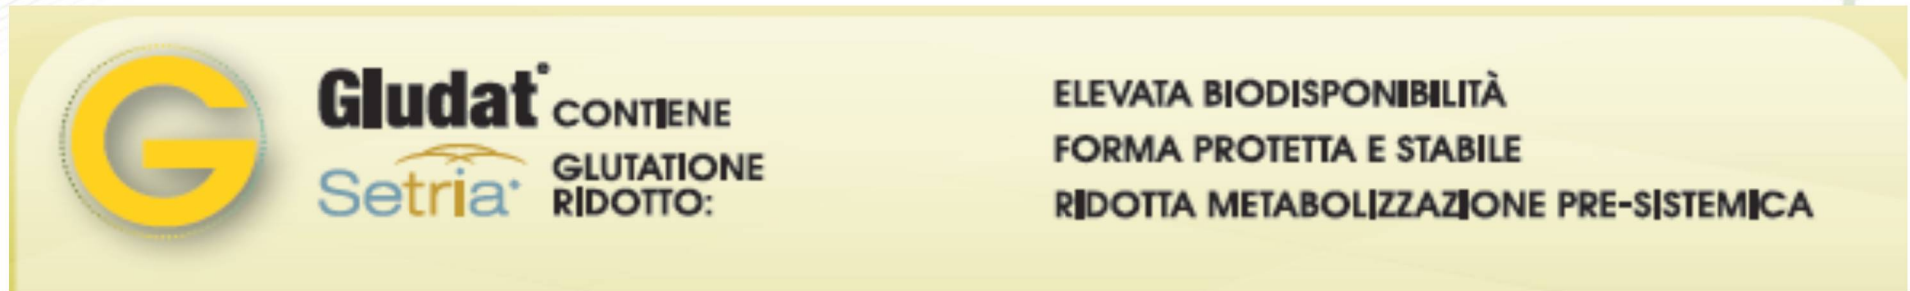 G
Gludat® CONTIENE
Setria® GLUTATIONE
RIDOTTO:
ELEVATA BIODISPONIBILITÀ
FORMA PROTETTA E STABILE
RIDOTTA METABOLIZZAZIONE PRE-SISTEMICA